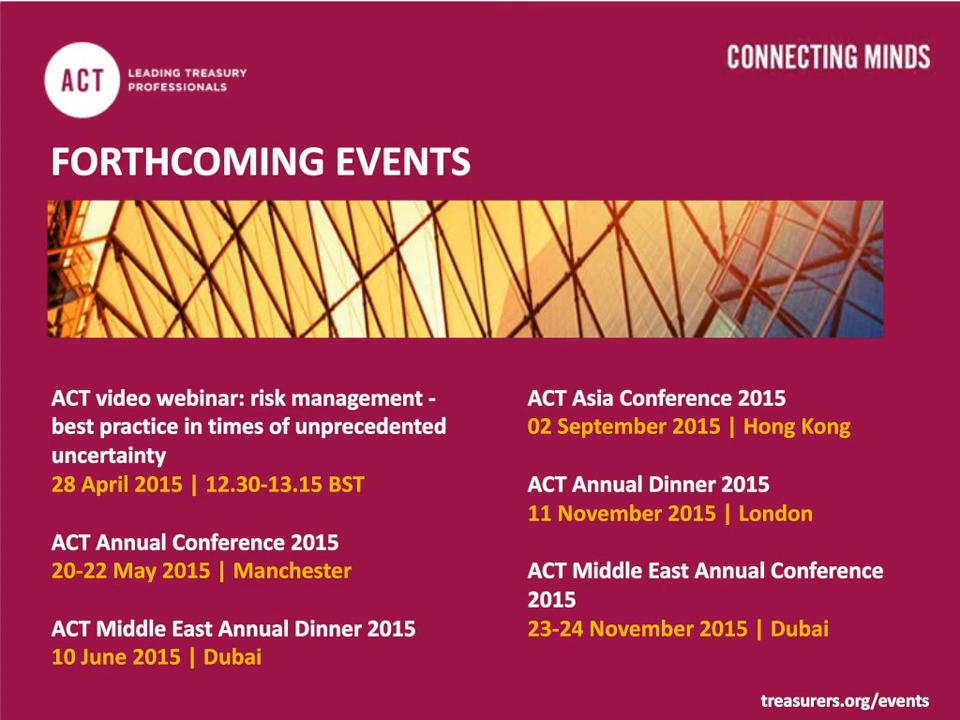 ACT
LEADING TREASURY
PROFESSIONALS
CONNECTING MINDS
FORTHCOMING EVENTS
ACT video webinar: risk management -
best practice in times of unprecedented
uncertainty
28 April 2015 | 12.30-13.15 BST
ACT Annual Conference 2015
20-22 May 2015 | Manchester
ACT Middle East Annual Dinner 2015
10 June 2015 | Dubai
ACT Asia Conference 2015
02 September 2015 | Hong Kong
ACT Annual Dinner 2015
11 November 2015 | London
ACT Middle East Annual Conference
2015
23-24 November 2015 | Dubai
treasurers.org/events